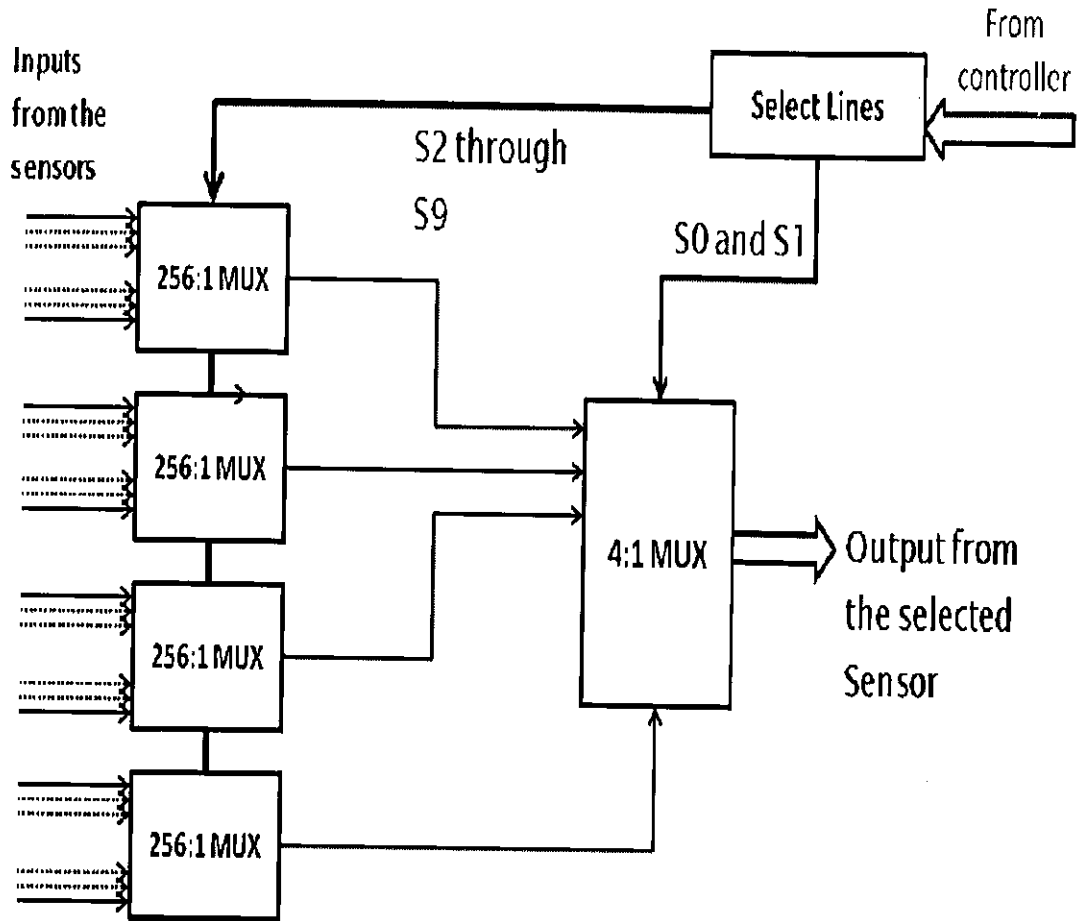 Inputs
from the
sensors
From
controller
Select Lines
S2 through
S9
S0 and S1
256:1 MUX
256:1 MUX
256:1 MUX
256:1 MUX
4:1 MUX
Output from
the selected
Sensor